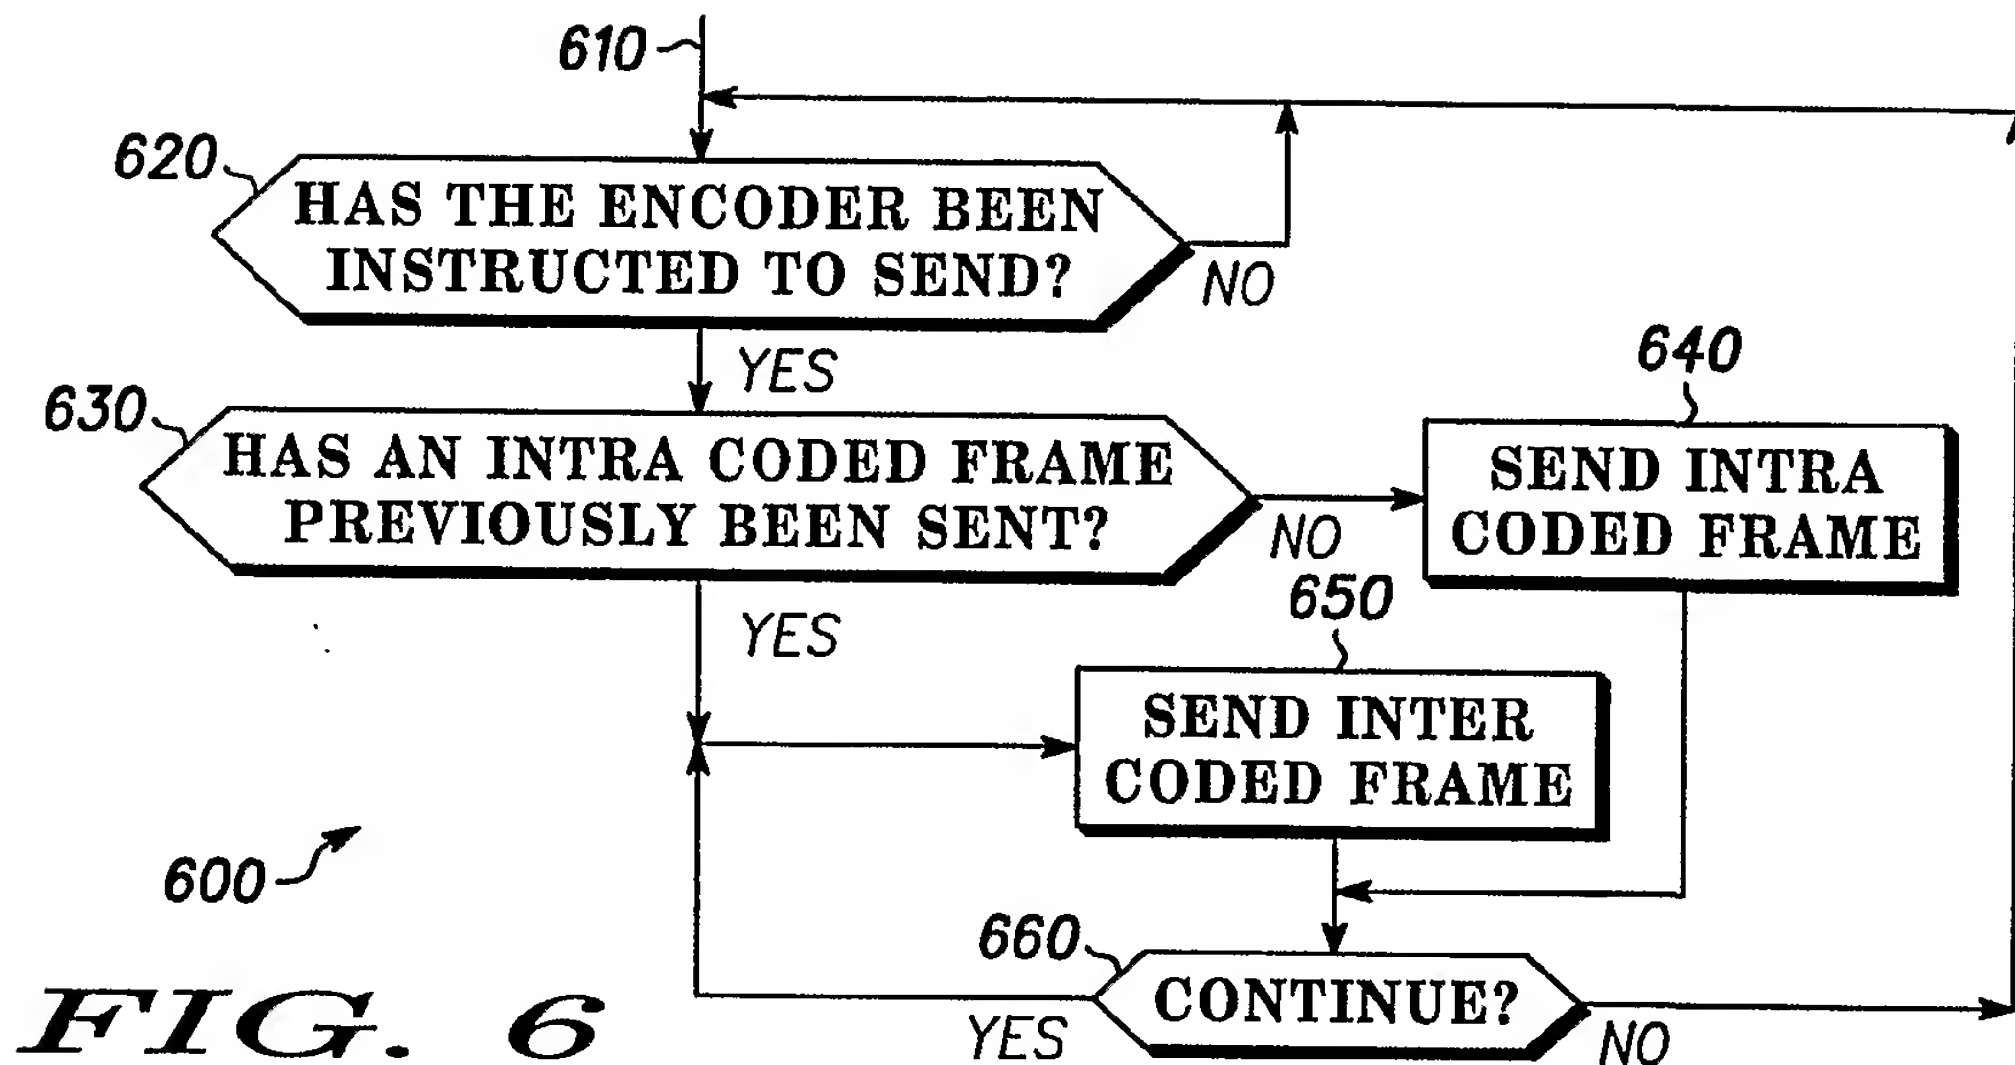 610
620
HAS THE ENCODER BEEN
INSTRUCTED TO SEND?
NO
YES
630
HAS AN INTRA CODED FRAME
PREVIOUSLY BEEN SENT?
NO
640
SEND INTRA
CODED FRAME
YES
650
SEND INTER
CODED FRAME
600
660
CONTINUE?
YES
NO
FIG. 6